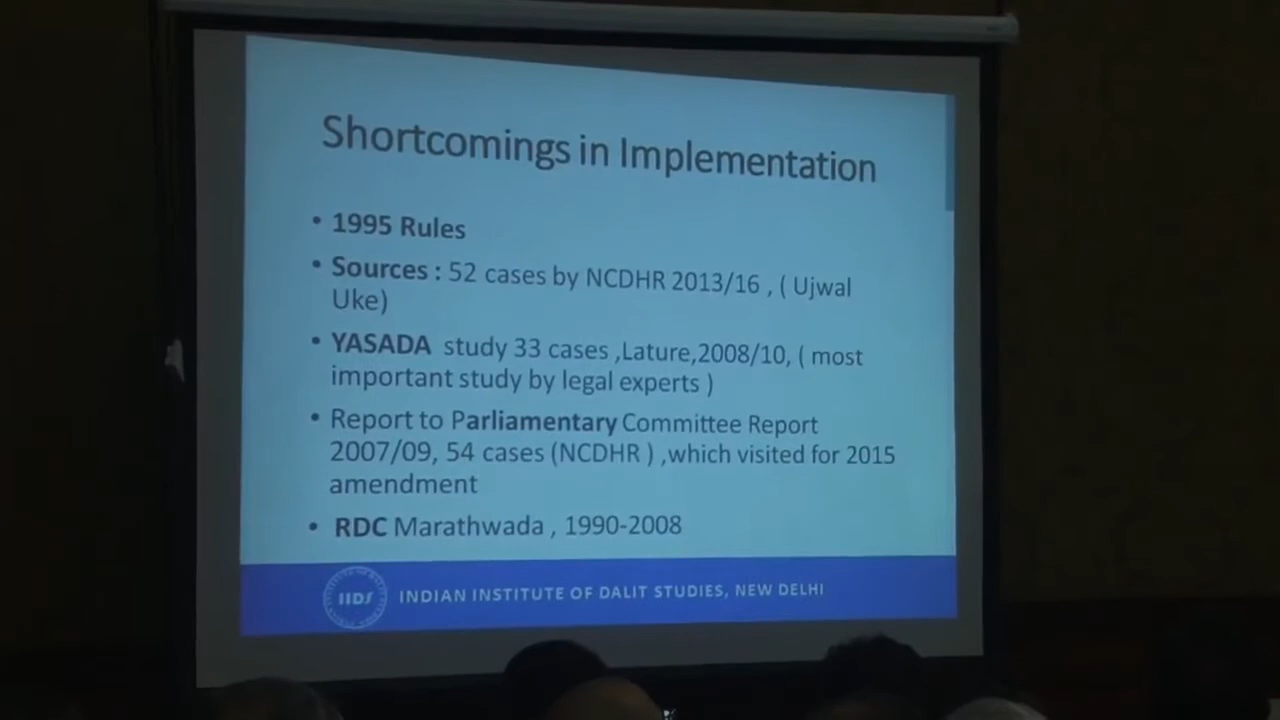 Shortcomings in Implementation
• 1995 Rules
• Sources : 52 cases by NCDHR 2013/16 , ( Ujwal
Uke)
• YASADA study 33 cases ,Lature,2008/10, ( most
important study by legal experts )
• Report to Parliamentary Committee Report
2007/09, 54 cases (NCDHR ) ,which visited for 2015
amendment
• RDC Marathwada , 1990-2008
IIDS
INDIAN INSTITUTE OF DALIT STUDIES, NEW DELHI